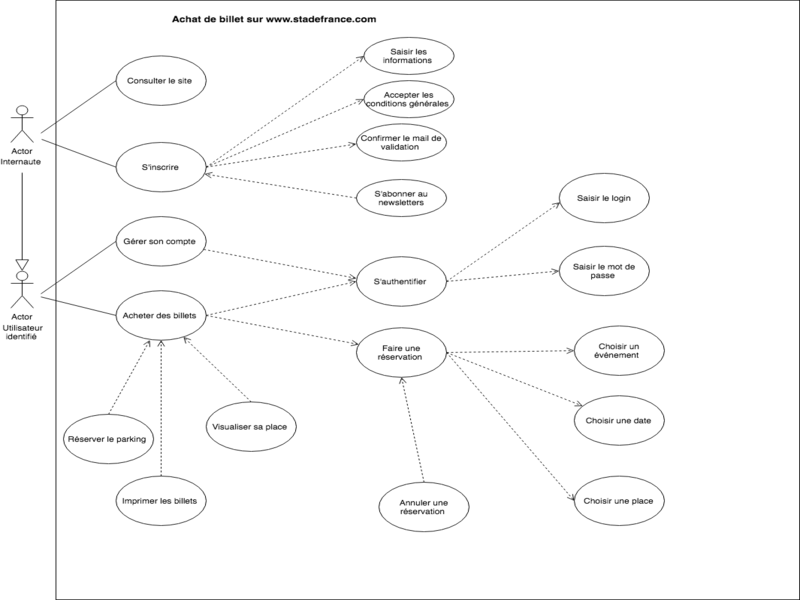 Achat de billet sur www.stadefrance.com
Saisir les
informations
Consulter le site
Accepter les
conditions générales
Actor
Internaute
Confirmer le mail de
validation
S'inscrire
S'abonner au
newsletters
Saisir le login
Gérer son compte
S'authentifier
Saisir le mot de
passe
Actor
Utilisateur
identifié
Acheter des billets
Faire une
réservation
Choisir un
événement
Réserver le parking
Visualiser sa place
Choisir une date
Imprimer les billets
Annuler une
réservation
Choisir une place